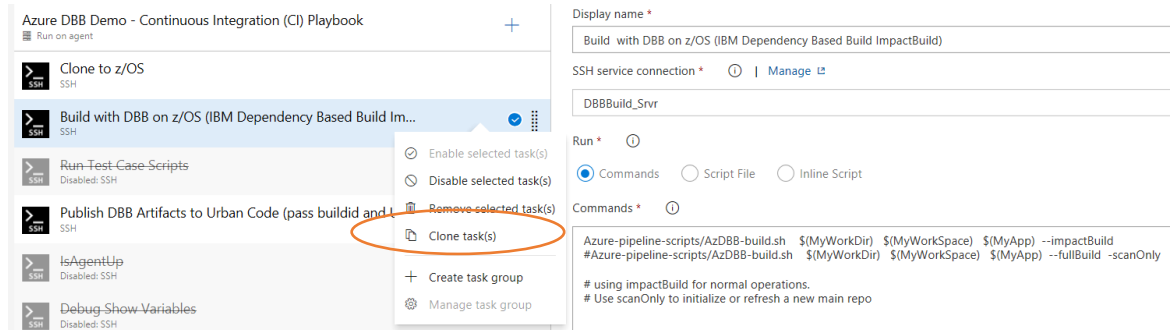 Azure DBB Demo - Continuous Integration (CI) Playbook
Run on agent
Clone to z/OS
SSH
Build with DBB on z/OS (IBM Dependency Based Build Im...
SSH
Run Test Case Scripts
Disabled: SSH
Publish DBB Artifacts to Urban Code (pass buildid and
SSH
IsAgentUp
Disabled: SSH
Debug Show Variables
Disabled: SSH
Enable selected task(s)
Disable selected task(s)
Remove selected task(s)
Clone task(s)
Create task group
Manage task group
Display name *
Build with DBB on z/OS (IBM Dependency Based Build ImpactBuild)
SSH service connection * | Manage
DBBBuild_Srvr
Run *
Commands Script File Inline Script
Commands *
Azure-pipeline-scripts/AzDBB-build.sh $(MyWorkDir) $(MyWorkSpace) $(MyApp) --impactBuild
#Azure-pipeline-scripts/AzDBB-build.sh $(MyWorkDir) $(MyWorkSpace) $(MyApp) --fullBuild -scanOnly
# using impactBuild for normal operations.
# Use scanOnly to initialize or refresh a new main repo